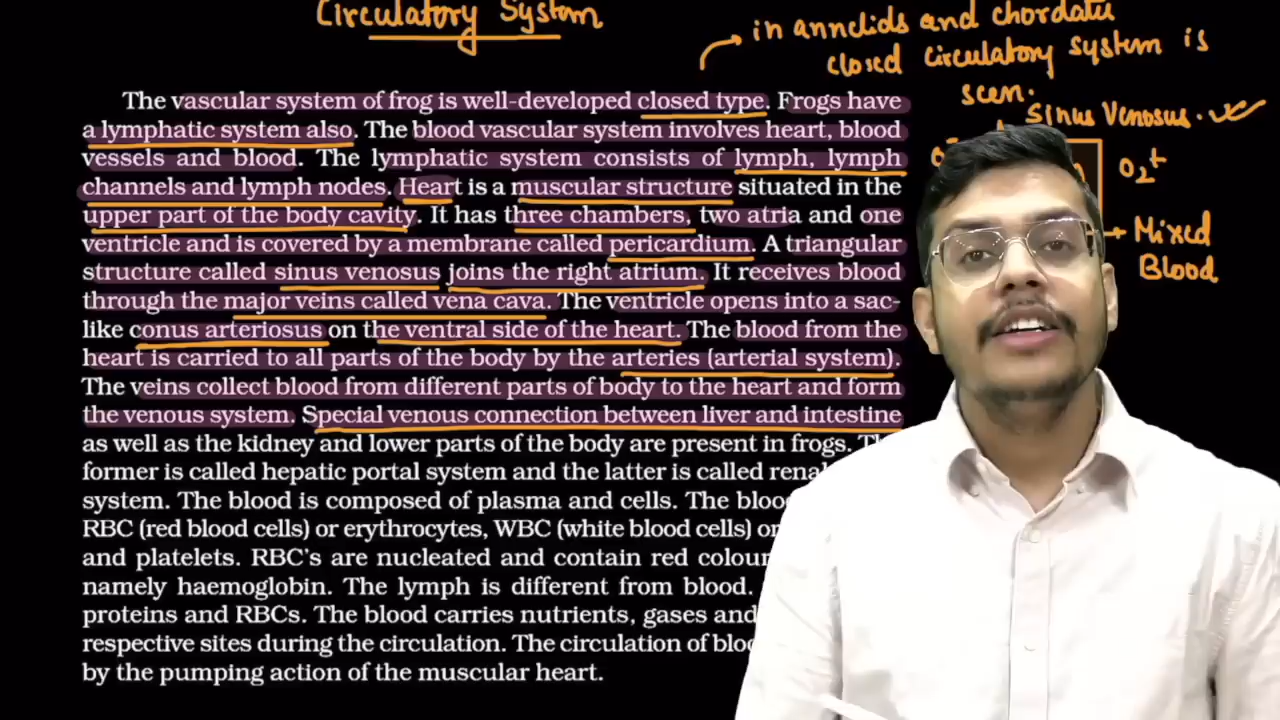 Circulatory System
in annelids and chordata
closed circulatory system is
seen.
Sinus Venosus.
O2+
Mixed
Blood
The vascular system of frog is well-developed closed type. Frogs have
a lymphatic system also. The blood vascular system involves heart, blood
vessels and blood. The lymphatic system consists of lymph, lymph
channels and lymph nodes. Heart is a muscular structure situated in the
upper part of the body cavity. It has three chambers, two atria and one
ventricle and is covered by a membrane called pericardium. A triangular
structure called sinus venosus joins the right atrium. It receives blood
through the major veins called vena cava. The ventricle opens into a sac-
like conus arteriosus on the ventral side of the heart. The blood from the
heart is carried to all parts of the body by the arteries (arterial system).
The veins collect blood from different parts of body to the heart and form
the venous system. Special venous connection between liver and intestine
as well as the kidney and lower parts of the body are present in frogs.
former is called hepatic portal system and the latter is called renal
system. The blood is composed of plasma and cells. The
RBC (red blood cells) or erythrocytes, WBC (white blood cells)
and platelets. RBC's are nucleated and contain red
namely haemoglobin. The lymph is different from blood.
proteins and RBCs. The blood carries nutrients, gases and
respective sites during the circulation. The circulation of
by the pumping action of the muscular heart.